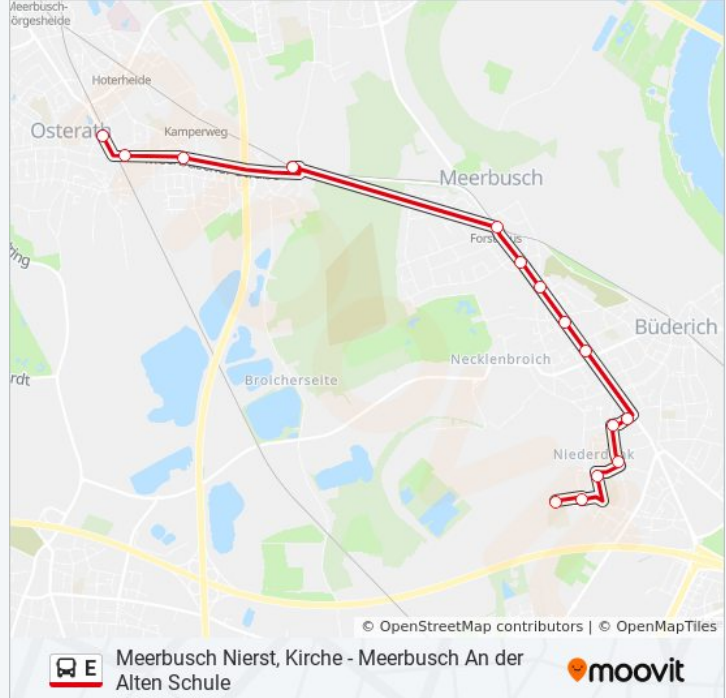 Meerbusch-
örgesheide
Hoterheide
Osterath
Kamperweg
Meerbusch
Forsthaus
Büderich
Necklenbroich
Broicherseite
rdt
Niederdonk
© OpenStreetMap contributors | © OpenMapTiles
E
Meerbusch Nierst, Kirche - Meerbusch An der
Alten Schule
moovit